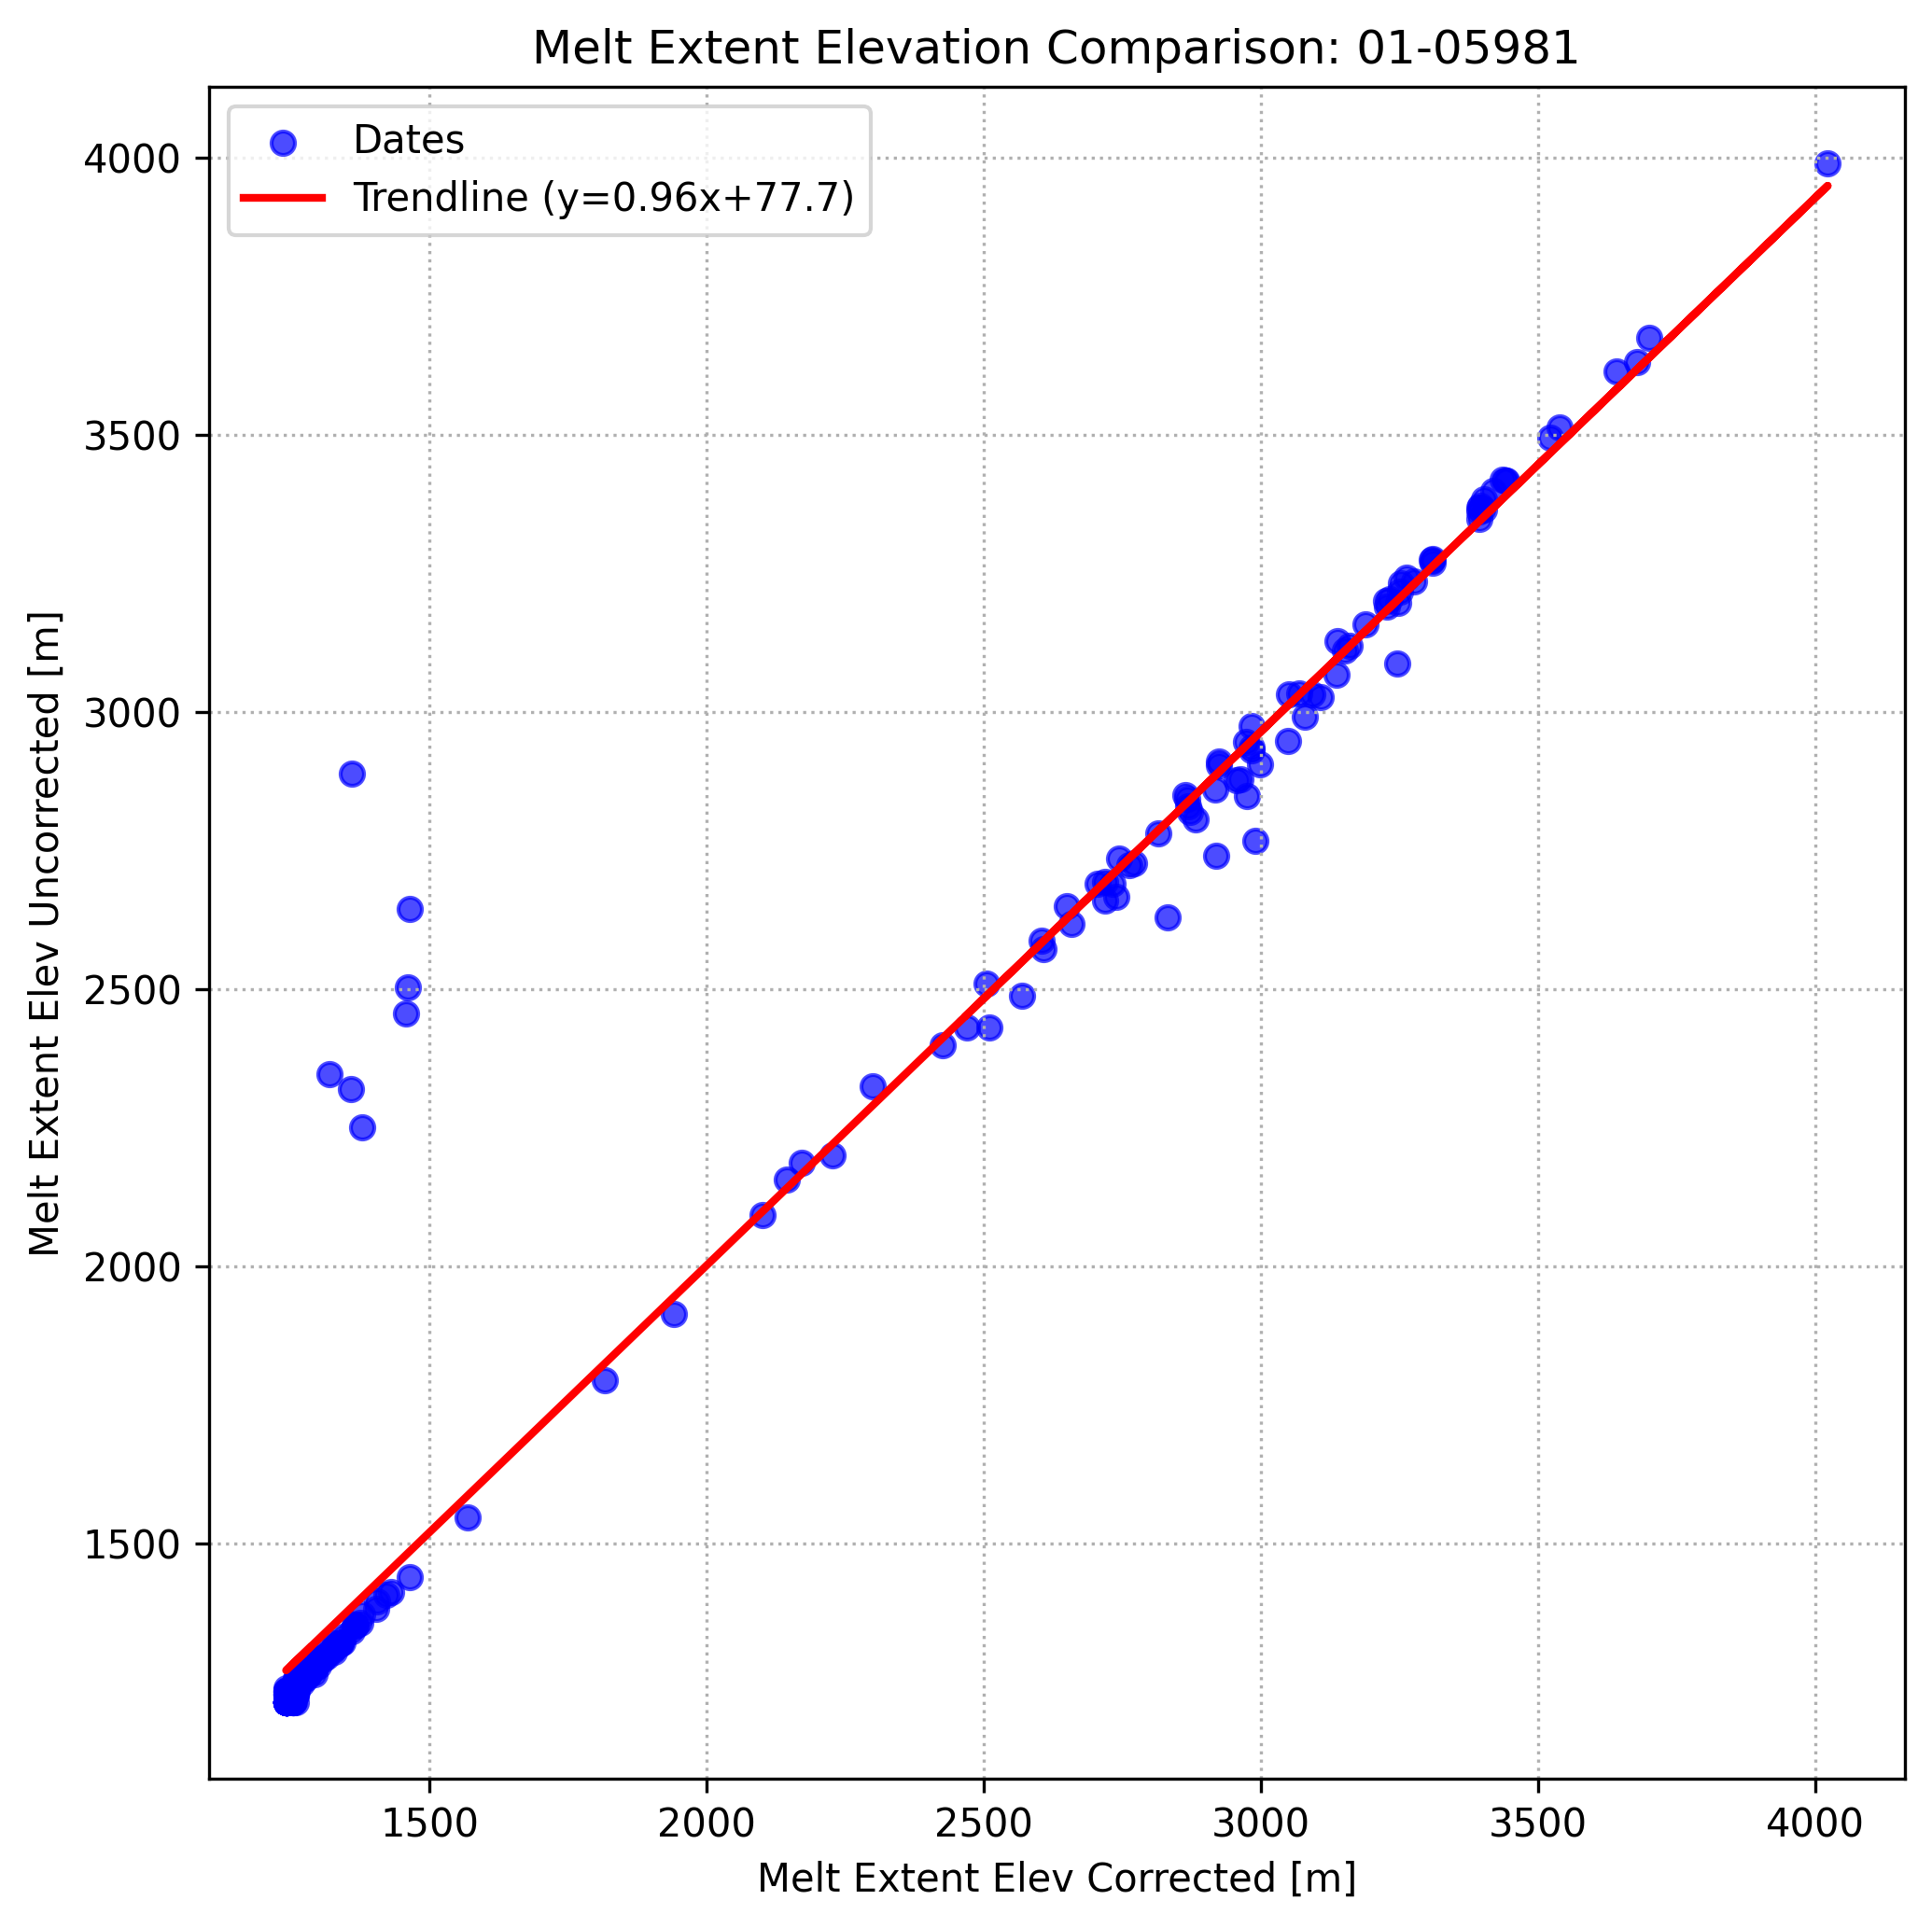 Melt Extent Elevation Comparison: 01-05981
Dates
Trendline (y=0.96x+77.7)
4000
3500
3000
2500
2000
1500
Melt Extent Elev Uncorrected [m]
1500 2000 2500 3000 3500 4000
Melt Extent Elev Corrected [m]